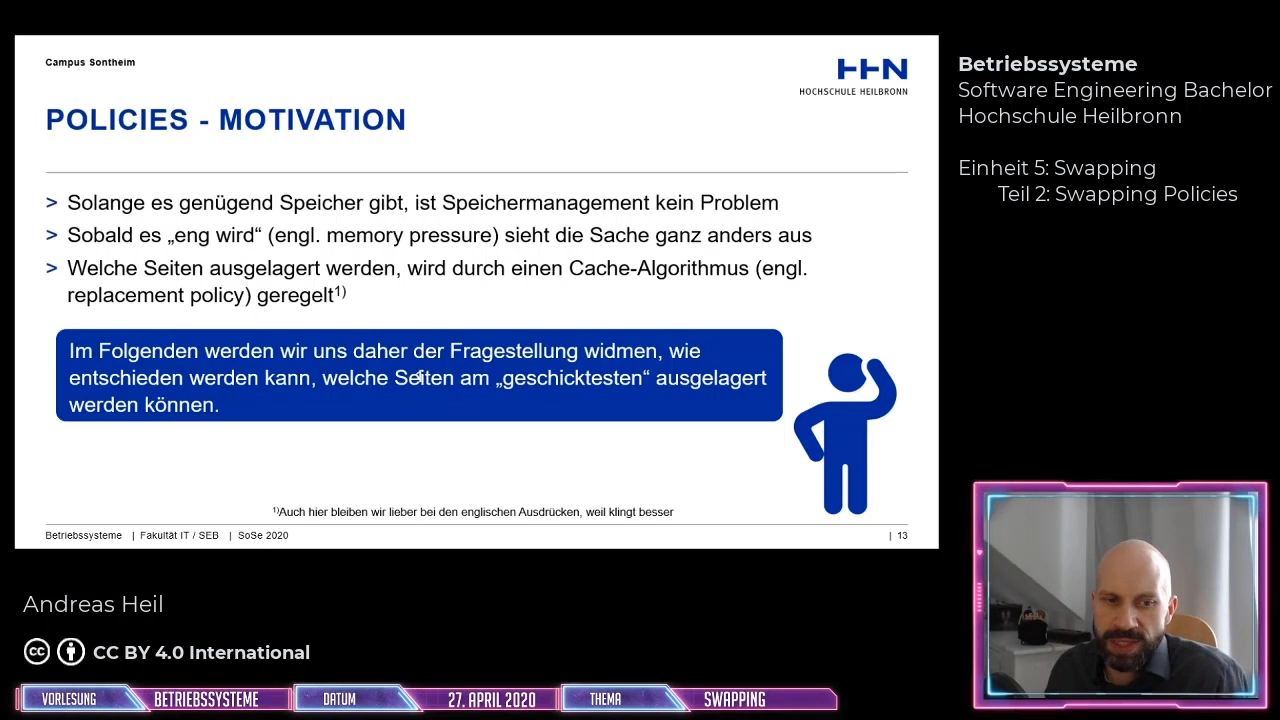 Campus Sontheim
HHN
HOCHSCHULE HEILBRONN
POLICIES - MOTIVATION
> Solange es genügend Speicher gibt, ist Speichermanagement kein Problem
> Sobald es „eng wird“ (engl. memory pressure) sieht die Sache ganz anders aus
> Welche Seiten ausgelagert werden, wird durch einen Cache-Algorithmus (engl.
replacement policy) geregelt1)
Im Folgenden werden wir uns daher der Fragestellung widmen, wie
entschieden werden kann, welche Seiten am „geschicktesten“ ausgelagert
werden können.
1)Auch hier bleiben wir lieber bei den englischen Ausdrücken, weil klingt besser
Betriebssysteme | Fakultät IT / SEB | SoSe 2020 | 13
Betriebssysteme
Software Engineering Bachelor
Hochschule Heilbronn
Einheit 5: Swapping
Teil 2: Swapping Policies
Andreas Heil
cc CC BY 4.0 International
VORLESUNG BETRIEBSSYSTEME DATUM 27. APRIL 2020 THEMA SWAPPING